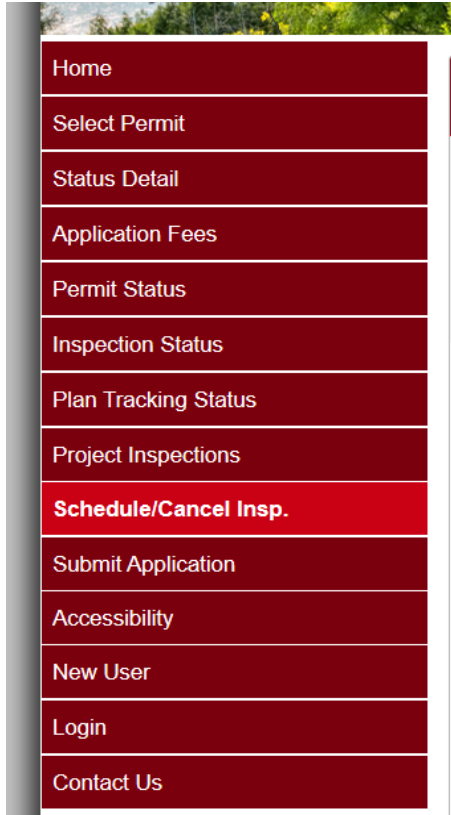 Home
Select Permit
Status Detail
Application Fees
Permit Status
Inspection Status
Plan Tracking Status
Project Inspections
Schedule/Cancel Insp.
Submit Application
Accessibility
New User
Login
Contact Us